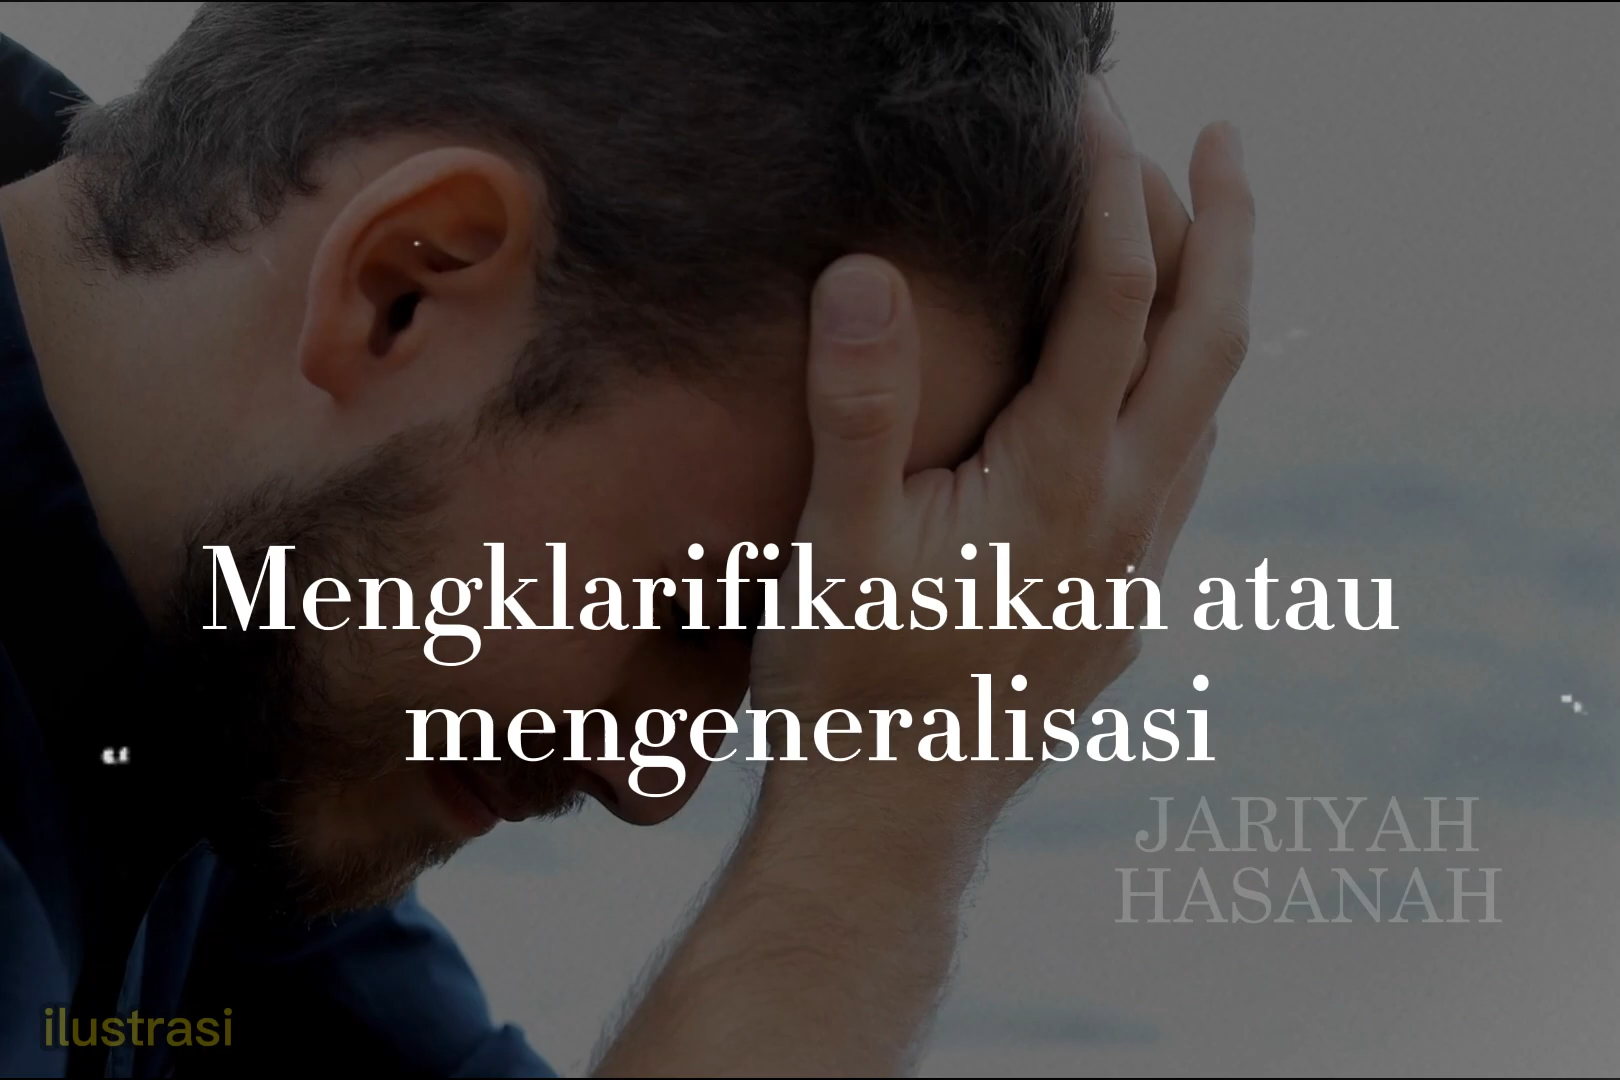 Mengklarifikasikan atau
mengeneralisasi
JARIYAH
HASANAH
ilustrasi